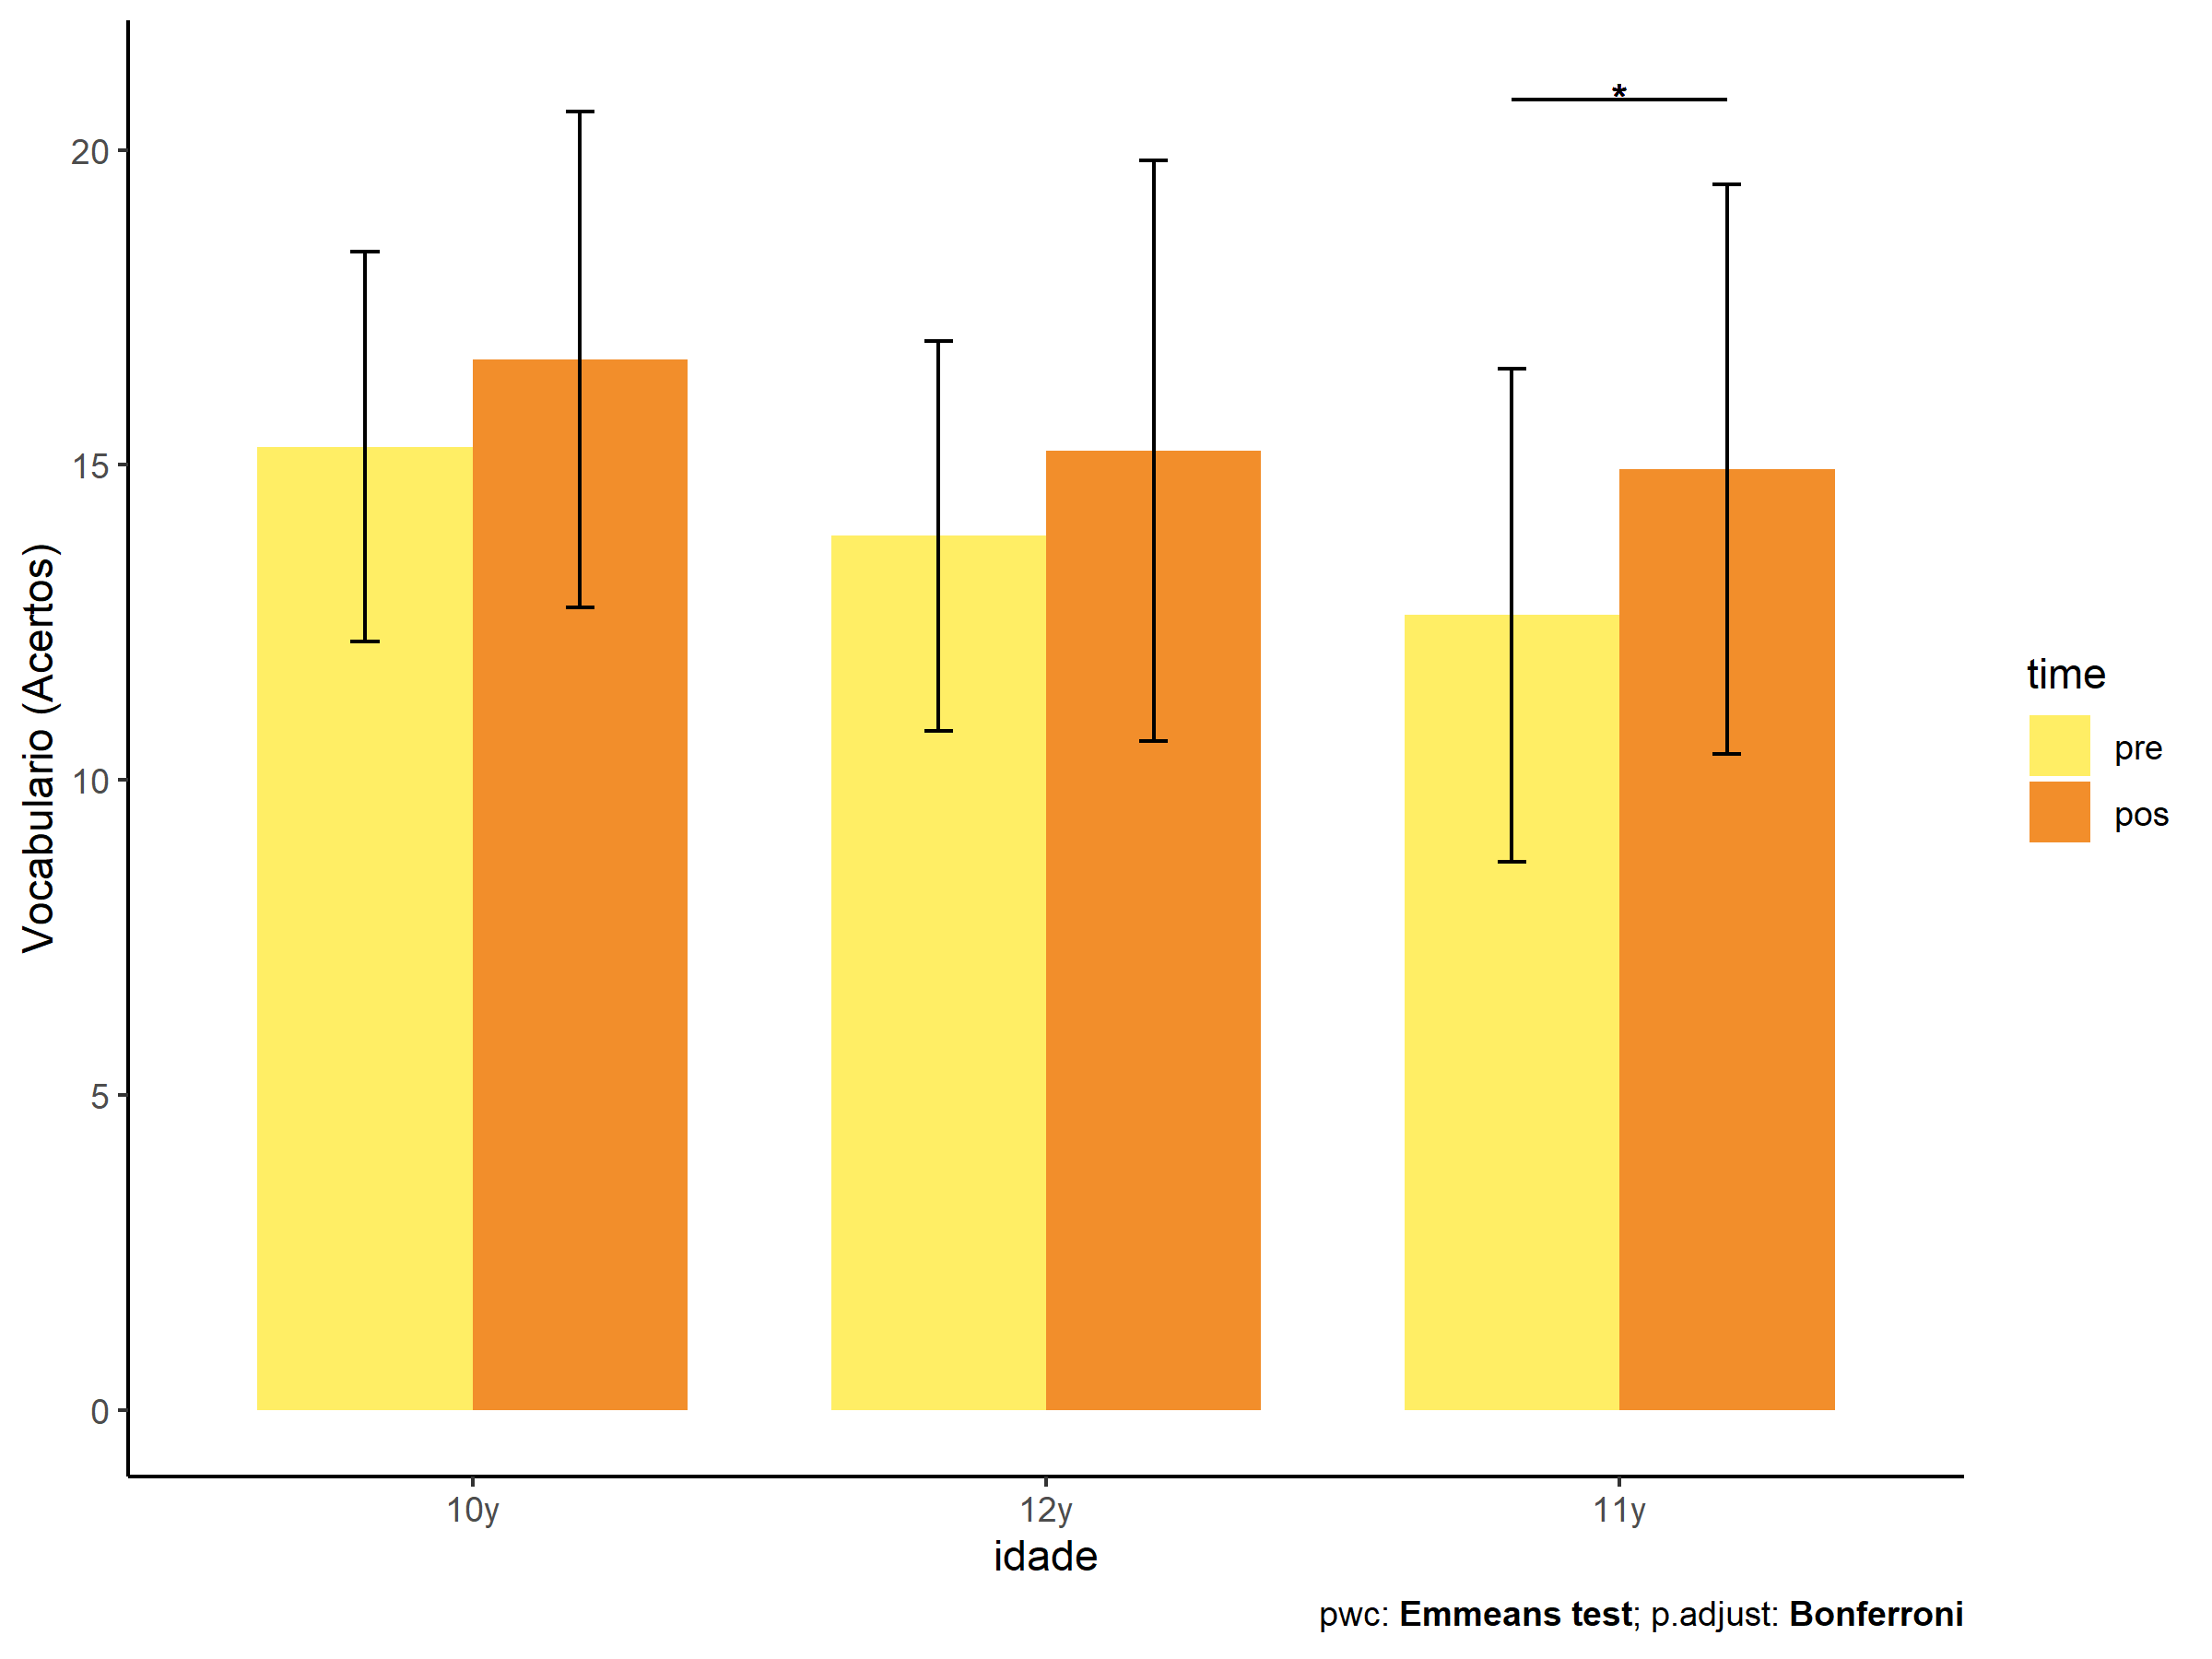 *
20
15
10
5
0
Vocabulario (Acertos)
10y
12y
11y
idade
time
pre
pos
pwc: Emmeans test; p.adjust: Bonferroni